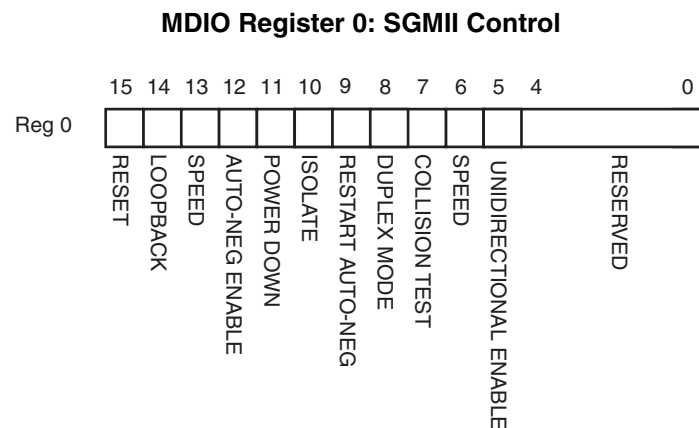 MDIO Register 0: SGMII Control
15 14 13 12 11 10 9 8 7 6 5 4 0
Reg 0
RESET
LOOPBACK
SPEED
AUTO-NEG ENABLE
POWER DOWN
ISOLATE
RESTART AUTO-NEG
DUPLEX MODE
COLLISION TEST
SPEED
UNIDIRECTIONAL ENABLE
RESERVED